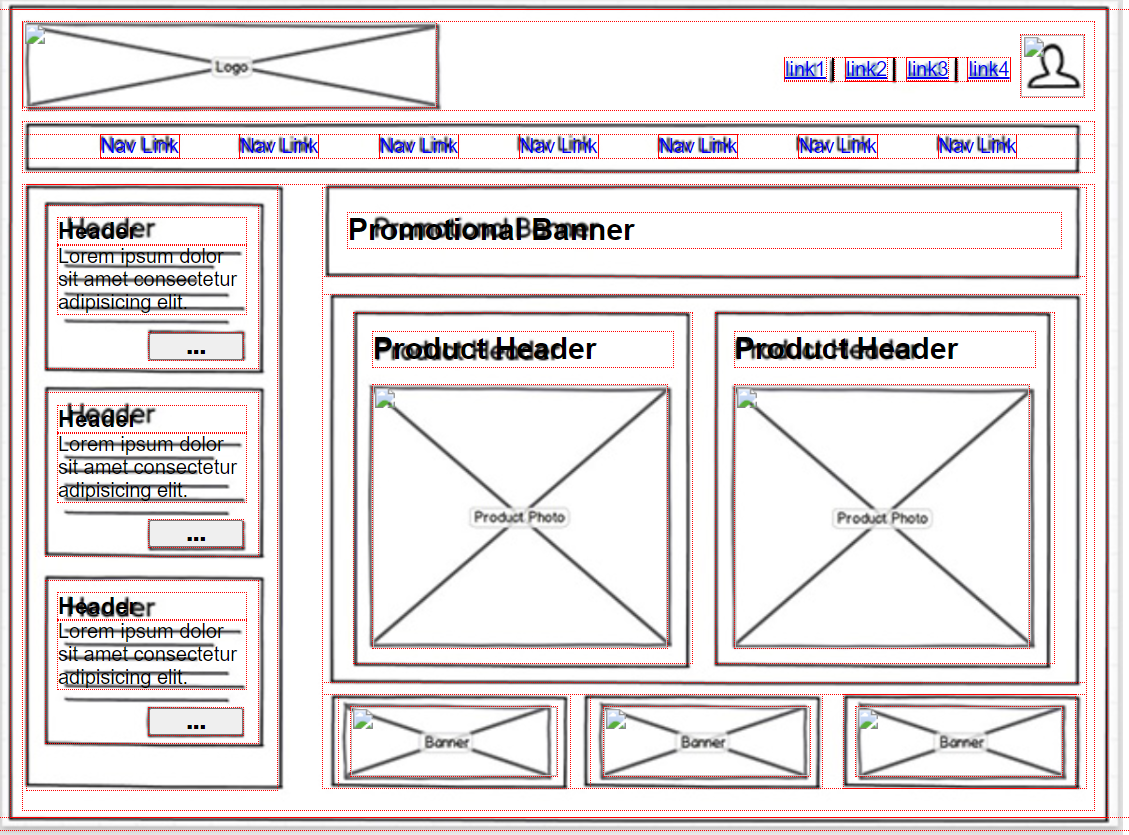 Logo
link1 link2 link3 link4
Nav Link Nav Link Nav Link Nav Link Nav Link Nav Link Nav Link
Header
Lorem ipsum dolor
sit amet consectetur
adipisicing elit.
...
Header
Lorem ipsum dolor
sit amet consectetur
adipisicing elit.
...
Header
Lorem ipsum dolor
sit amet consectetur
adipisicing elit.
...
Promotional Banner
Product Header
Product Photo
Product Header
Product Photo
Banner
Banner
Banner